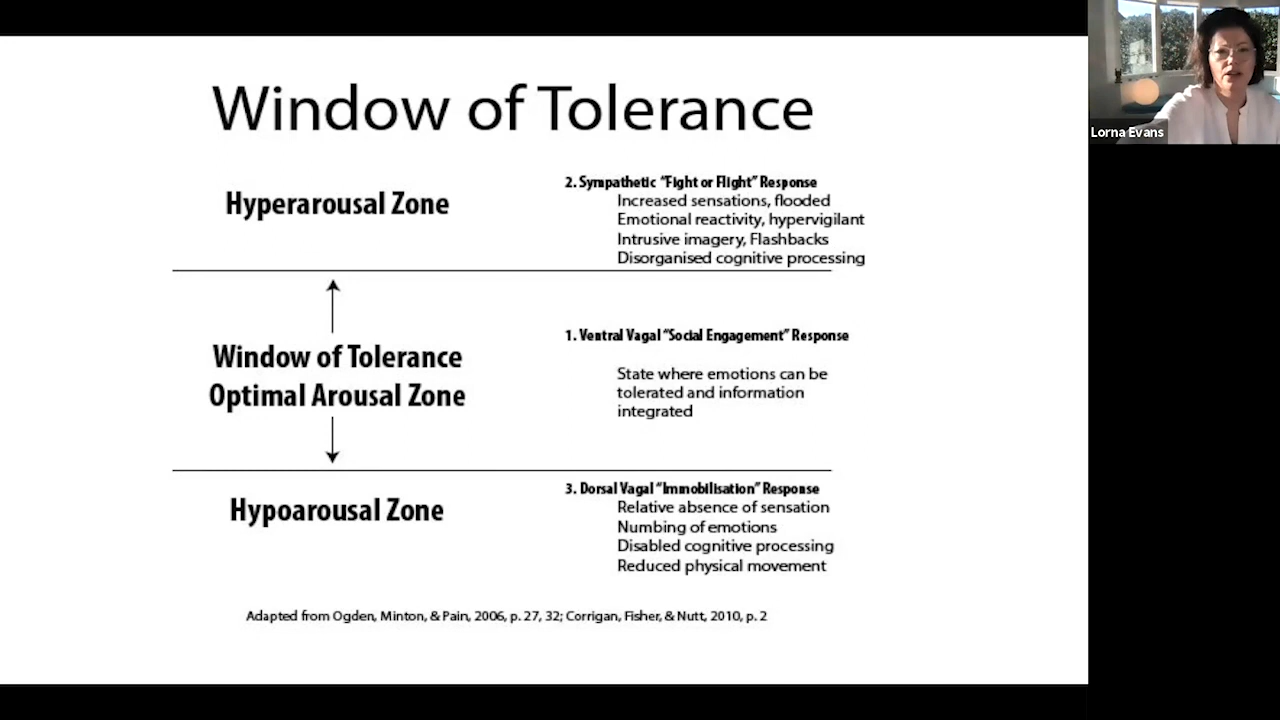 Window of Tolerance
Hyperarousal Zone
2. Sympathetic “Fight or Flight” Response
Increased sensations, flooded
Emotional reactivity, hypervigilant
Intrusive imagery, Flashbacks
Disorganised cognitive processing
Window of Tolerance
Optimal Arousal Zone
1. Ventral Vagal “Social Engagement” Response
State where emotions can be
tolerated and information
integrated
Hypoarousal Zone
3. Dorsal Vagal “Immobilisation” Response
Relative absence of sensation
Numbing of emotions
Disabled cognitive processing
Reduced physical movement
Adapted from Ogden, Minton, & Pain, 2006, p. 27, 32; Corrigan, Fisher, & Nutt, 2010, p. 2
Lorna Evans